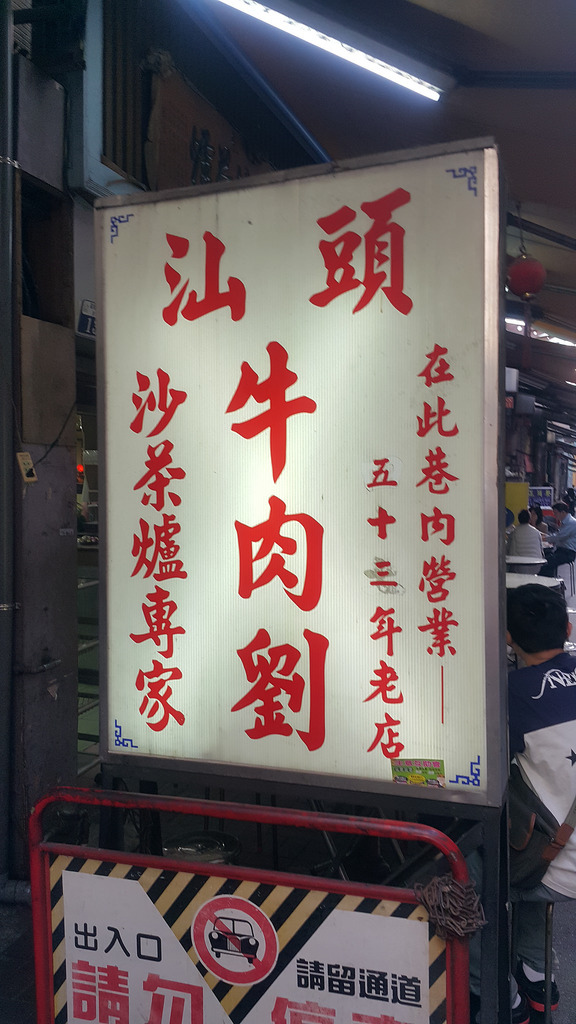 汕頭
在此巷內營業—
五十三年老店
牛肉劉
沙茶爐專家
出入口
請留通道
請勿